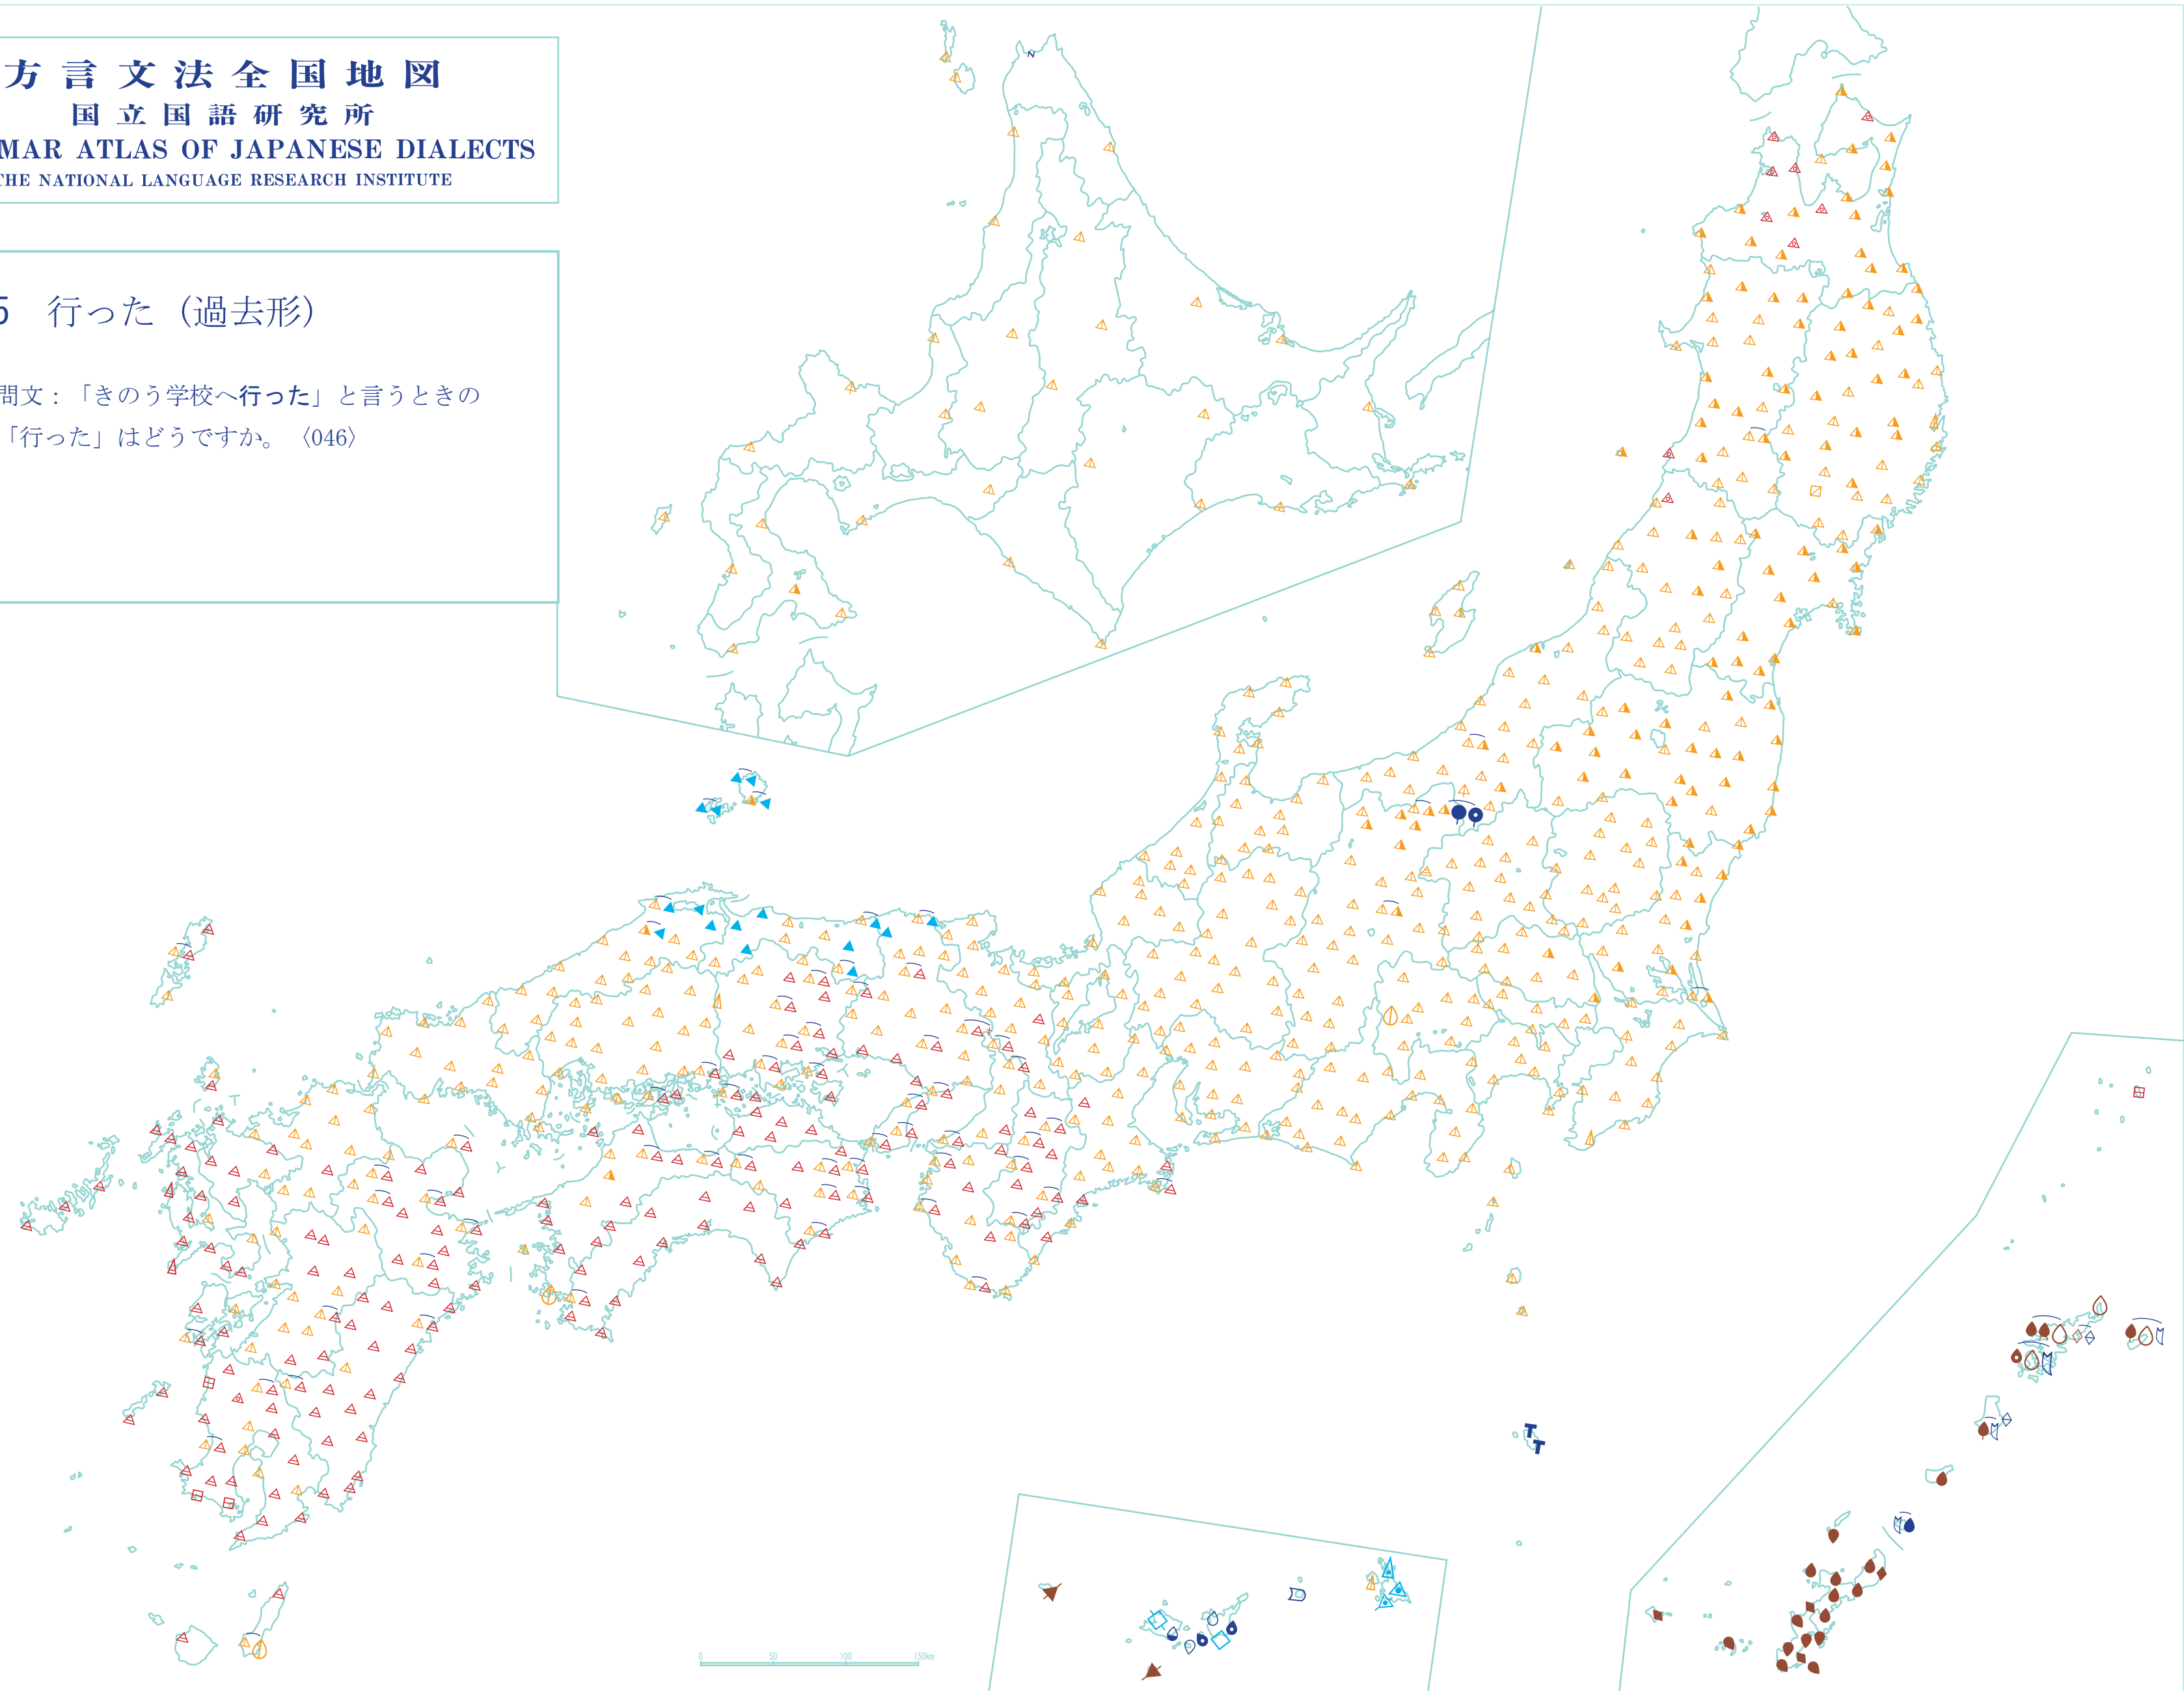 方言文法全国地図
国立国語研究所
MAR ATLAS OF JAPANESE DIALECTS
THE NATIONAL LANGUAGE RESEARCH INSTITUTE
5 行った（過去形）
問文：「きのう学校へ行った」と言うときの
「行った」はどうですか。〈046〉
0 50 100 150km